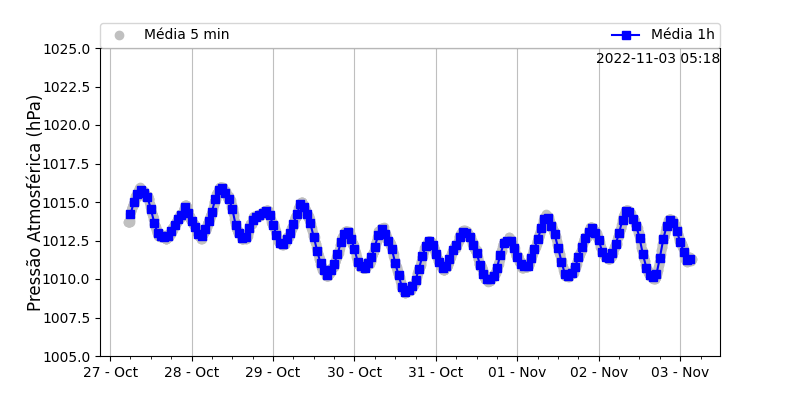 Média 5 min
Média 1h
2022-11-03 05:18
Pressão Atmosférica (hPa)
1025.0
1022.5
1020.0
1017.5
1015.0
1012.5
1010.0
1007.5
1005.0
27 - Oct
28 - Oct
29 - Oct
30 - Oct
31 - Oct
01 - Nov
02 - Nov
03 - Nov